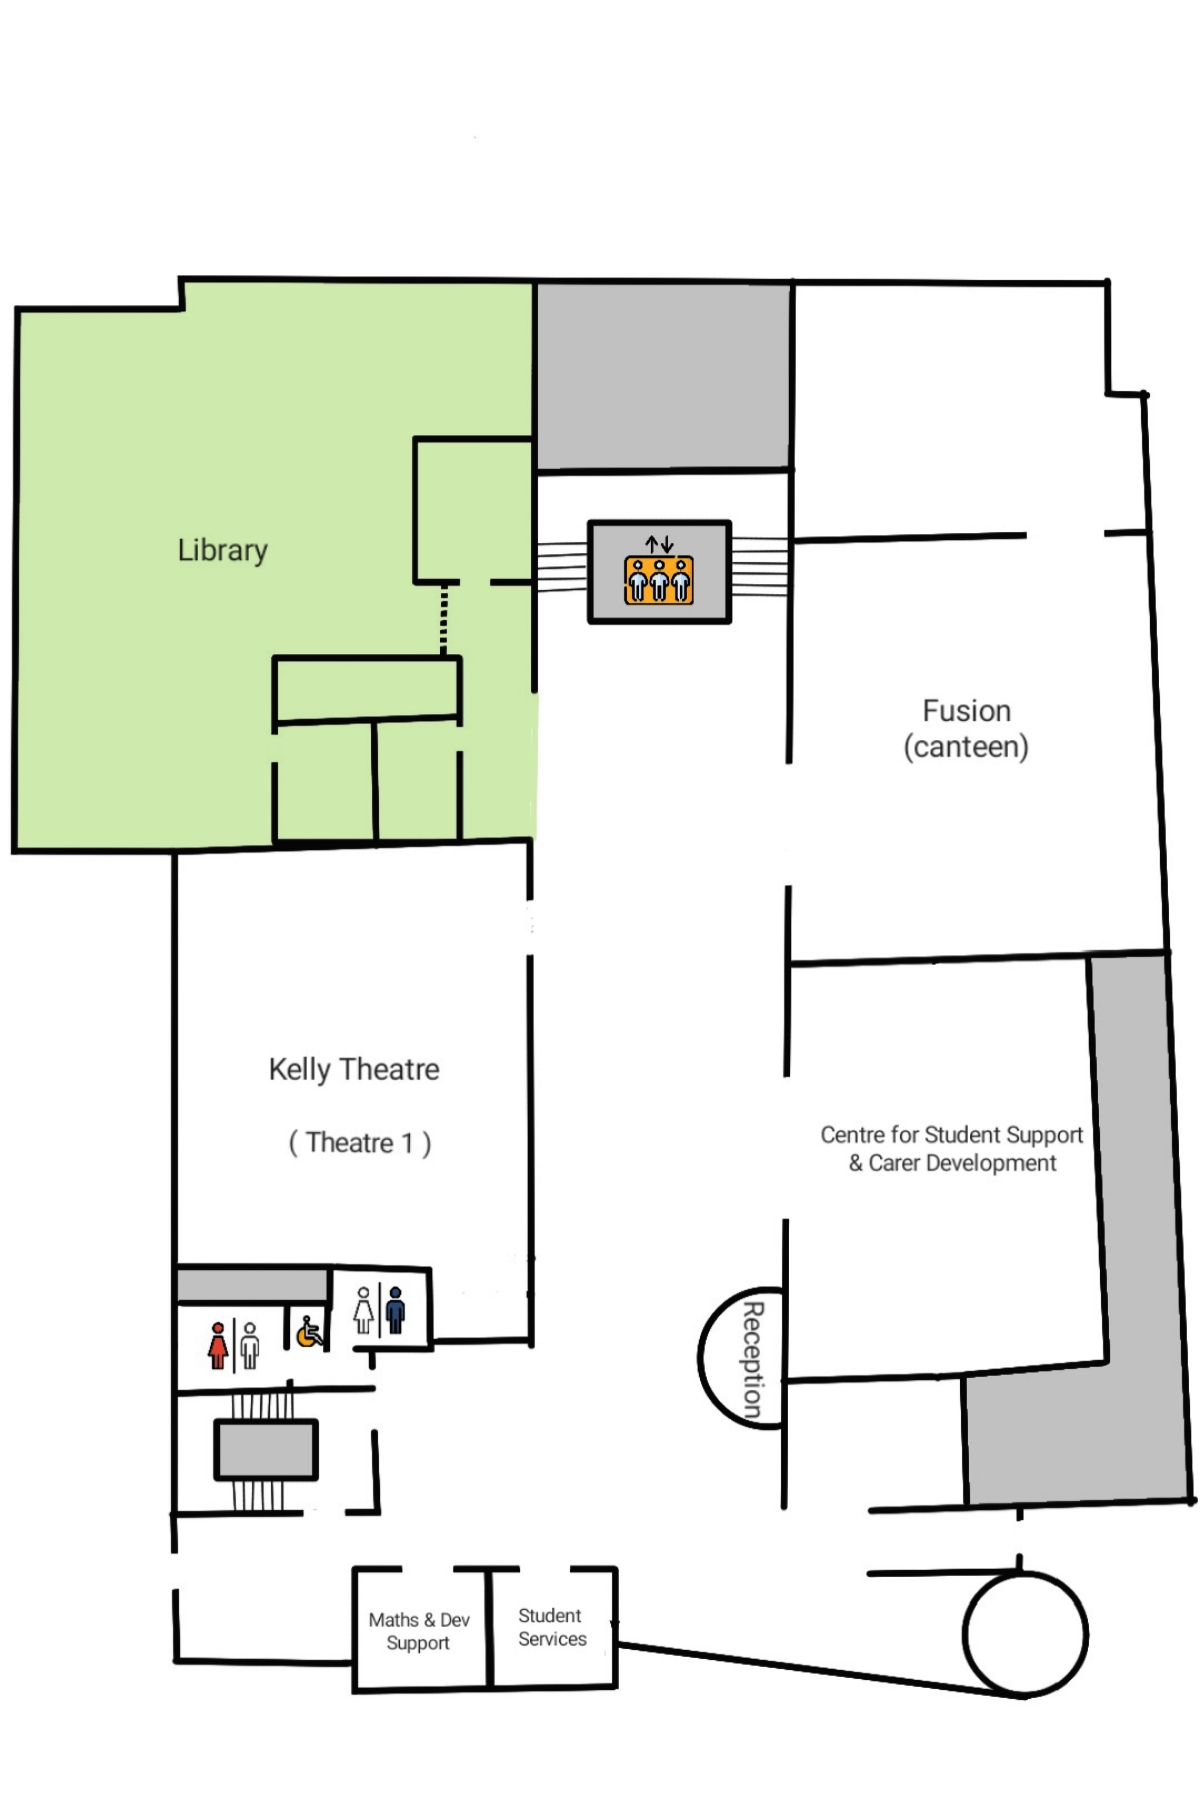 Library
Fusion
(canteen)
Kelly Theatre
( Theatre 1 )
Centre for Student Support
& Carer Development
Reception
Maths & Dev
Support
Student
Services